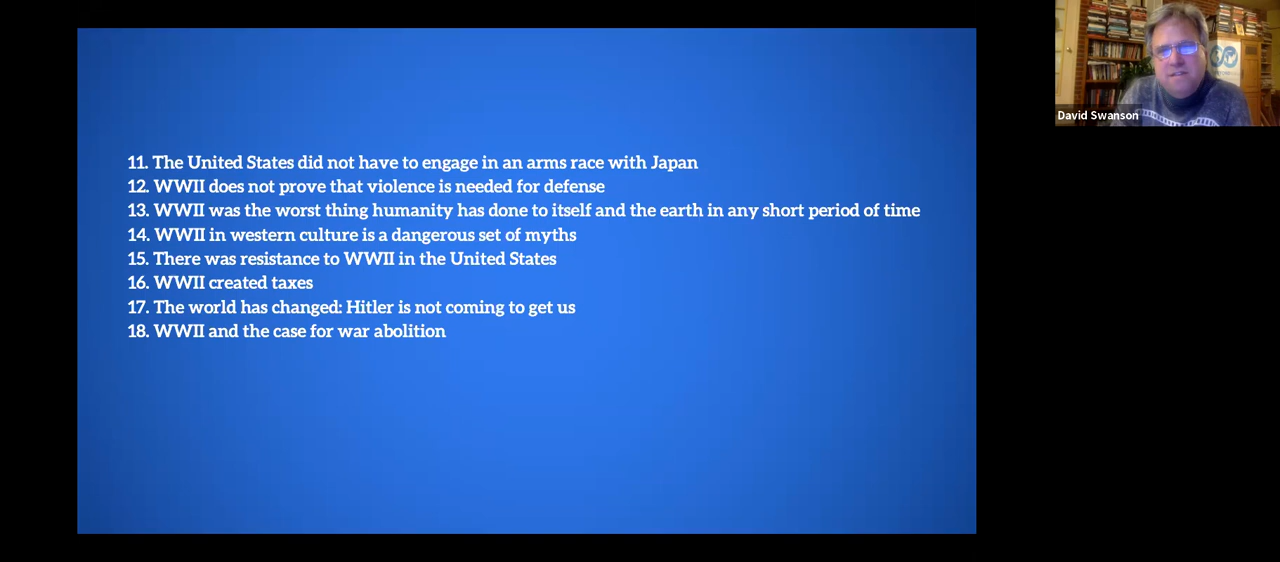 11. The United States did not have to engage in an arms race with Japan
12. WWII does not prove that violence is needed for defense
13. WWII was the worst thing humanity has done to itself and the earth in any short period of time
14. WWII in western culture is a dangerous set of myths
15. There was resistance to WWII in the United States
16. WWII created taxes
17. The world has changed: Hitler is not coming to get us
18. WWII and the case for war abolition
David Swanson